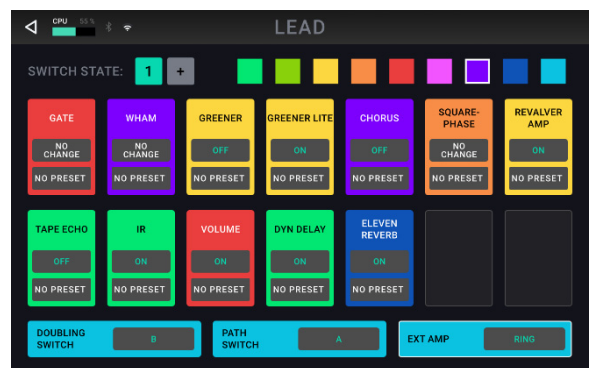 CPU 55 %
LEAD
SWITCH STATE: 1 +
GATE
WHAM
GREENER
GREENER LITE
CHORUS
SQUARE-
PHASE
REVALVER
AMP
NO
CHANGE
NO
CHANGE
OFF
ON
OFF
NO
CHANGE
ON
NO PRESET
NO PRESET
NO PRESET
NO PRESET
NO PRESET
NO PRESET
NO PRESET
TAPE ECHO
IR
VOLUME
DYN DELAY
ELEVEN
REVERB
OFF
ON
ON
ON
ON
NO PRESET
NO PRESET
NO PRESET
NO PRESET
NO PRESET
DOUBLING
SWITCH
B
PATH
SWITCH
A
EXT AMP
RING